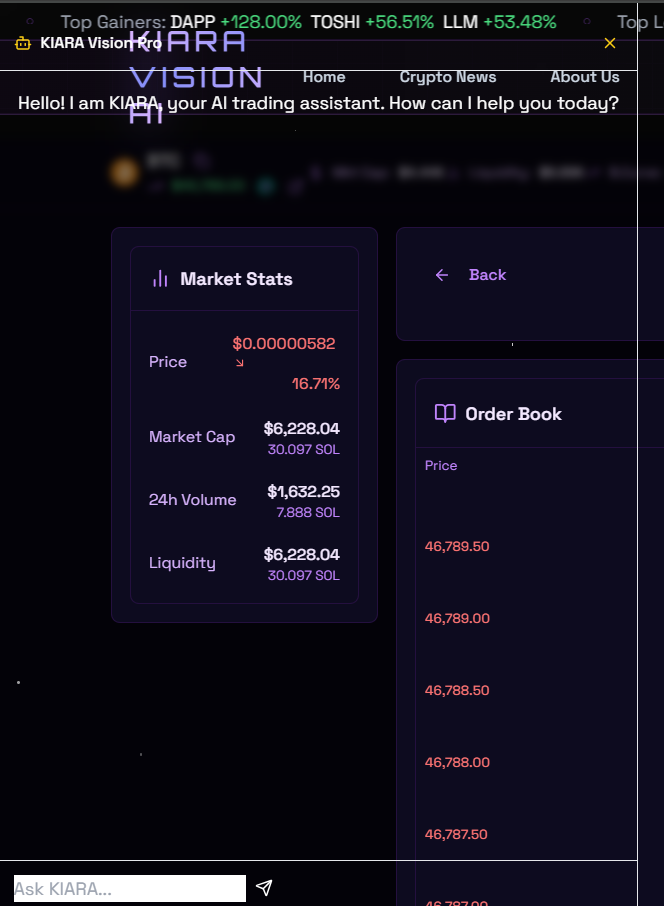 Top Gainers: DAPP +128.00% TOSHI +56.51% LLM +53.48%
Top L
KIARA Vision Pro
KIARA
VISION
AI
Home Crypto News About Us
Hello! I am KIARA, your AI trading assistant. How can I help you today?
BTC
Market Stats
Price
$0.00000582
16.71%
Market Cap
$6,228.04
30.097 SOL
24h Volume
$1,632.25
7.888 SOL
Liquidity
$6,228.04
30.097 SOL
Back
Order Book
Price
46,789.50
46,789.00
46,788.50
46,788.00
46,787.50
46,787.00
Ask KIARA...